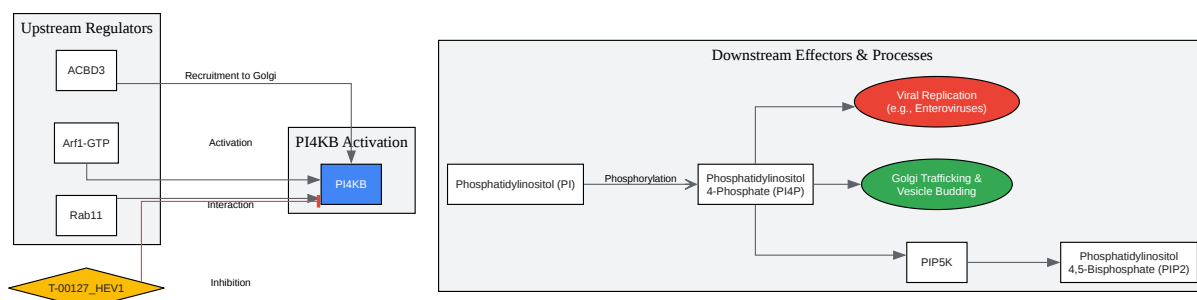 Upstream Regulators
ACBD3
Recruitment to Golgi
Arf1-GTP
Activation
PI4KB Activation
PI4KB
Rab11
Interaction
T-00127_HEV1
Inhibition
Downstream Effectors & Processes
Viral Replication
(e.g., Enteroviruses)
Phosphatidylinositol (PI)
Phosphorylation
Phosphatidylinositol
4-Phosphate (PI4P)
Golgi Trafficking &
Vesicle Budding
PIP5K
Phosphatidylinositol
4,5-Bisphosphate (PIP2)